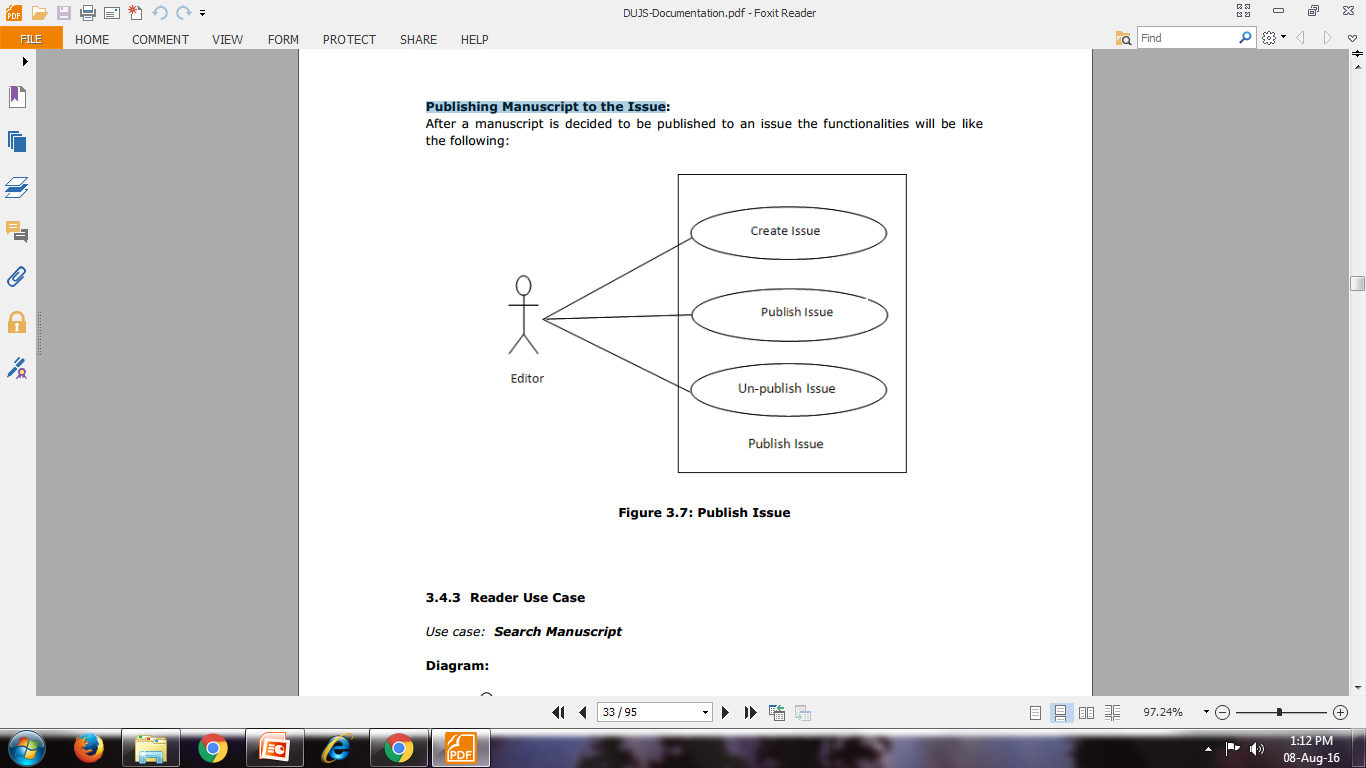 DUJS-Documentation.pdf - Foxit Reader
FILE HOME COMMENT VIEW FORM PROTECT SHARE HELP
Find
Publishing Manuscript to the Issue:
After a manuscript is decided to be published to an issue the functionalities will be like
the following:
Create Issue
Publish Issue
Editor
Un-publish Issue
Publish Issue
Figure 3.7: Publish Issue
3.4.3 Reader Use Case
Use case: Search Manuscript
Diagram:
33 / 95
97.24%
PDF
1:12 PM
08-Aug-16